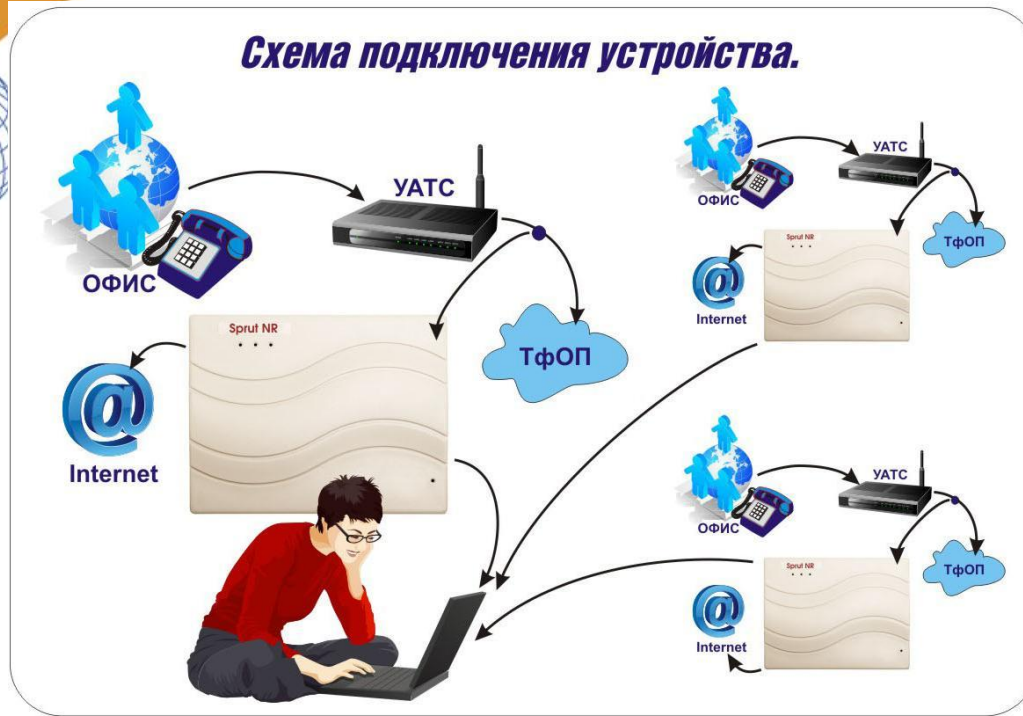 Схема подключения устройства.
УАТС
ОФИС
Sprut NR
ТфОП
Internet
УАТС
ОФИС
ТфОП
Sprut NR
Internet
УАТС
ОФИС
ТфОП
Sprut NR
Internet